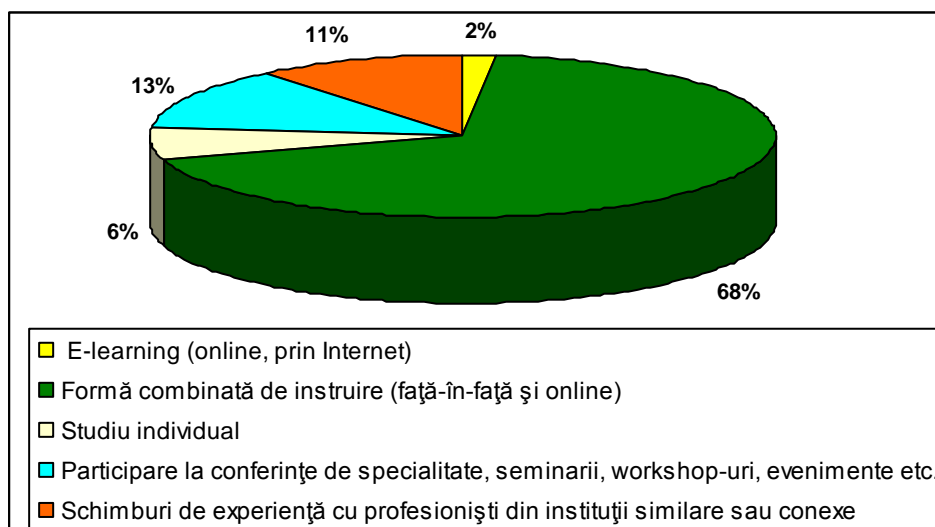 2%
11%
13%
6%
68%
E-learning (online, prin Internet)
Formă combinată de instruire (faţă-în-faţă şi online)
Studiu individual
Participare la conferinţe de specialitate, seminarii, workshop-uri, evenimente etc.
Schimburi de experienţă cu profesionişti din instituţii similare sau conexe